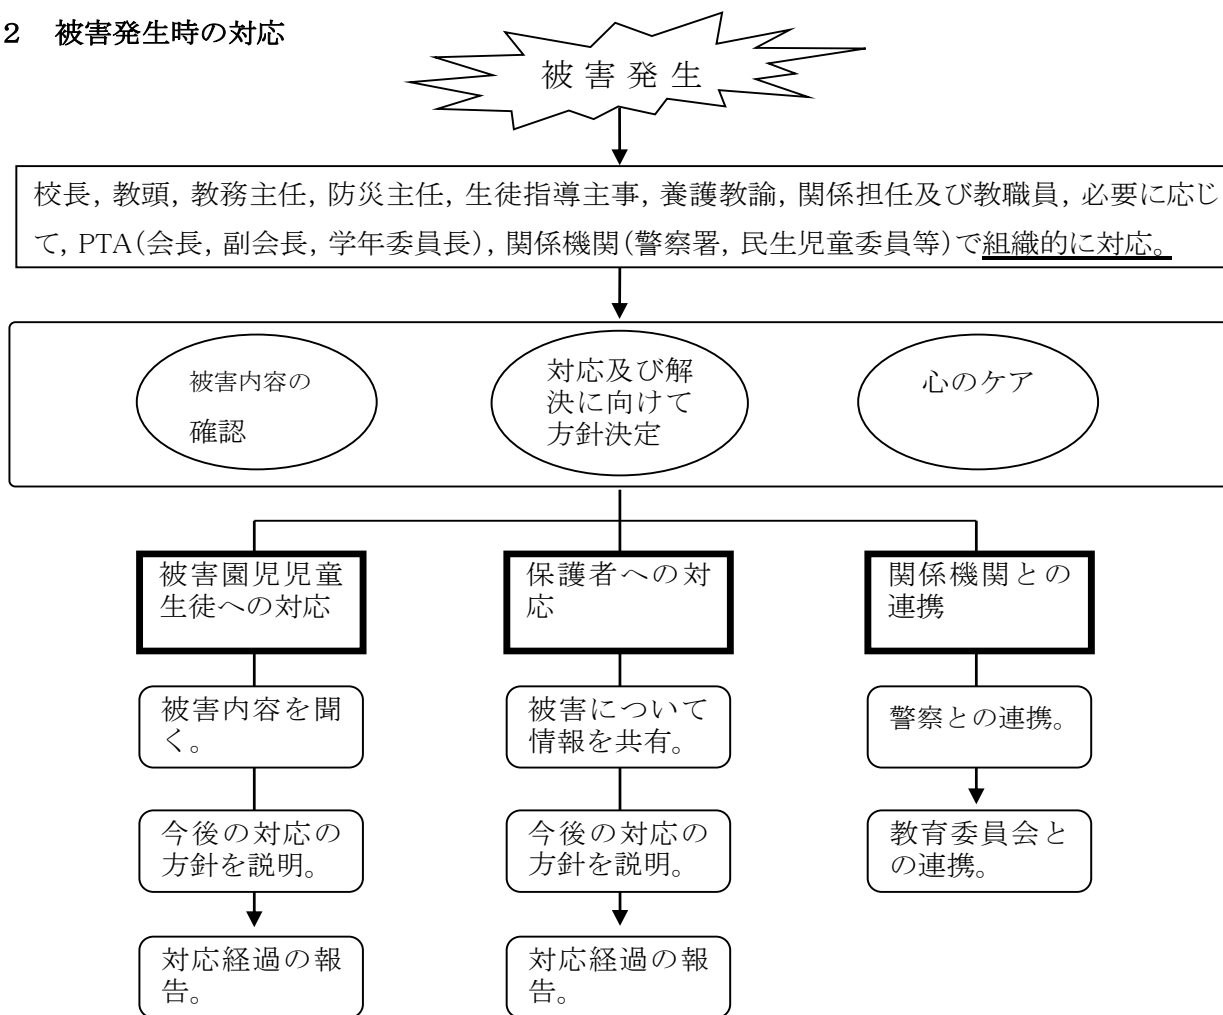 ２　被害発生時の対応
被 害 発 生
校長，教頭，教務主任，防災主任，生徒指導主事，養護教諭，関係担任及び教職員，必要に応じ
て，PTA（会長，副会長，学年委員長），関係機関（警察署，民生児童委員等）で組織的に対応。
被害内容の
確認
対応及び解
決に向けて
方針決定
心のケア
被害園児児童
生徒への対応
保護者への対
応
関係機関との
連携
被害内容を聞
く。
被害について
情報を共有。
警察との連携。
今後の対応の
方針を説明。
今後の対応の
方針を説明。
教育委員会と
の連携。
対応経過の報
告。
対応経過の報
告。